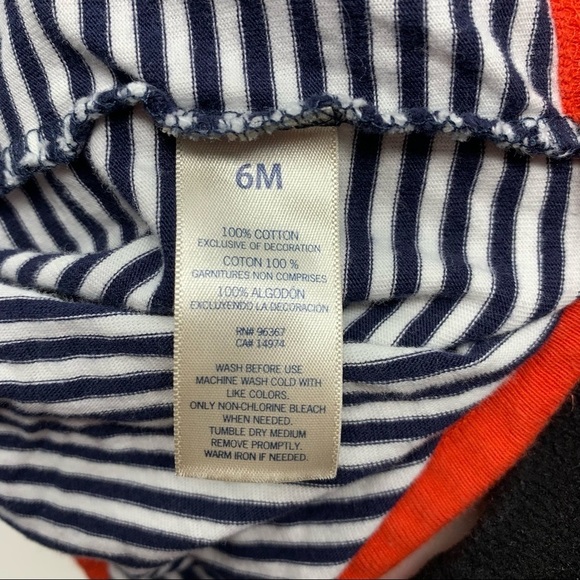 6M
100% COTTON
EXCLUSIVE OF DECORATION
COTON 100 %
GARNITURES NON COMPRISES
100% ALGODÓN
EXCLUYENDO LA DECORACIÓN
RN# 96367
CA# 14974
WASH BEFORE USE
MACHINE WASH COLD WITH
LIKE COLORS.
ONLY NON-CHLORINE BLEACH
WHEN NEEDED.
TUMBLE DRY MEDIUM
REMOVE PROMPTLY.
WARM IRON IF NEEDED.